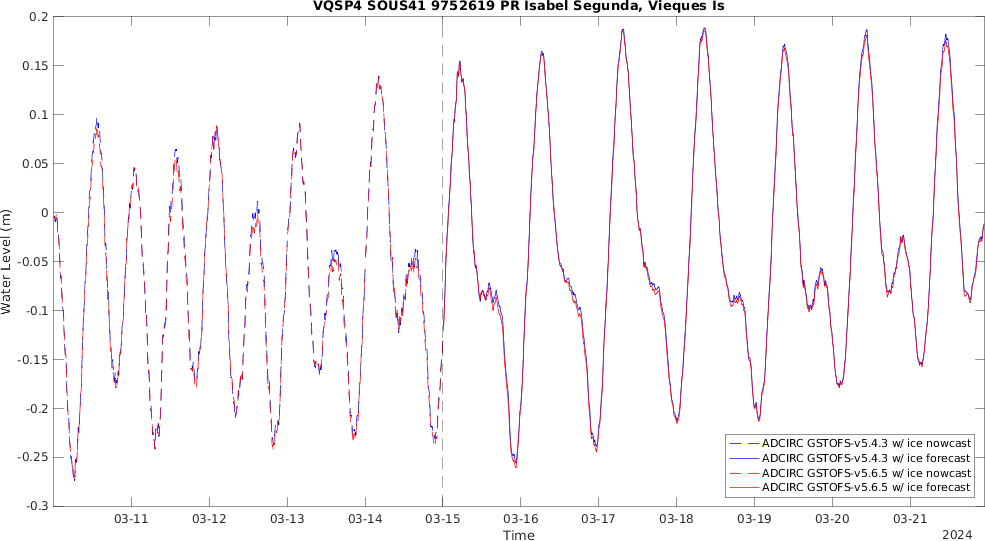 VQSP4 SOUS41 9752619 PR Isabel Segunda, Vieques Is
0.2
0.15
0.1
0.05
0
-0.05
-0.1
-0.15
-0.2
-0.25
-0.3
Water Level (m)
ADCIRC GSTOFS-v5.4.3 w/ ice nowcast
ADCIRC GSTOFS-v5.4.3 w/ ice forecast
ADCIRC GSTOFS-v5.6.5 w/ ice nowcast
ADCIRC GSTOFS-v5.6.5 w/ ice forecast
03-11 03-12 03-13 03-14 03-15 03-16 03-17 03-18 03-19 03-20 03-21
Time
2024